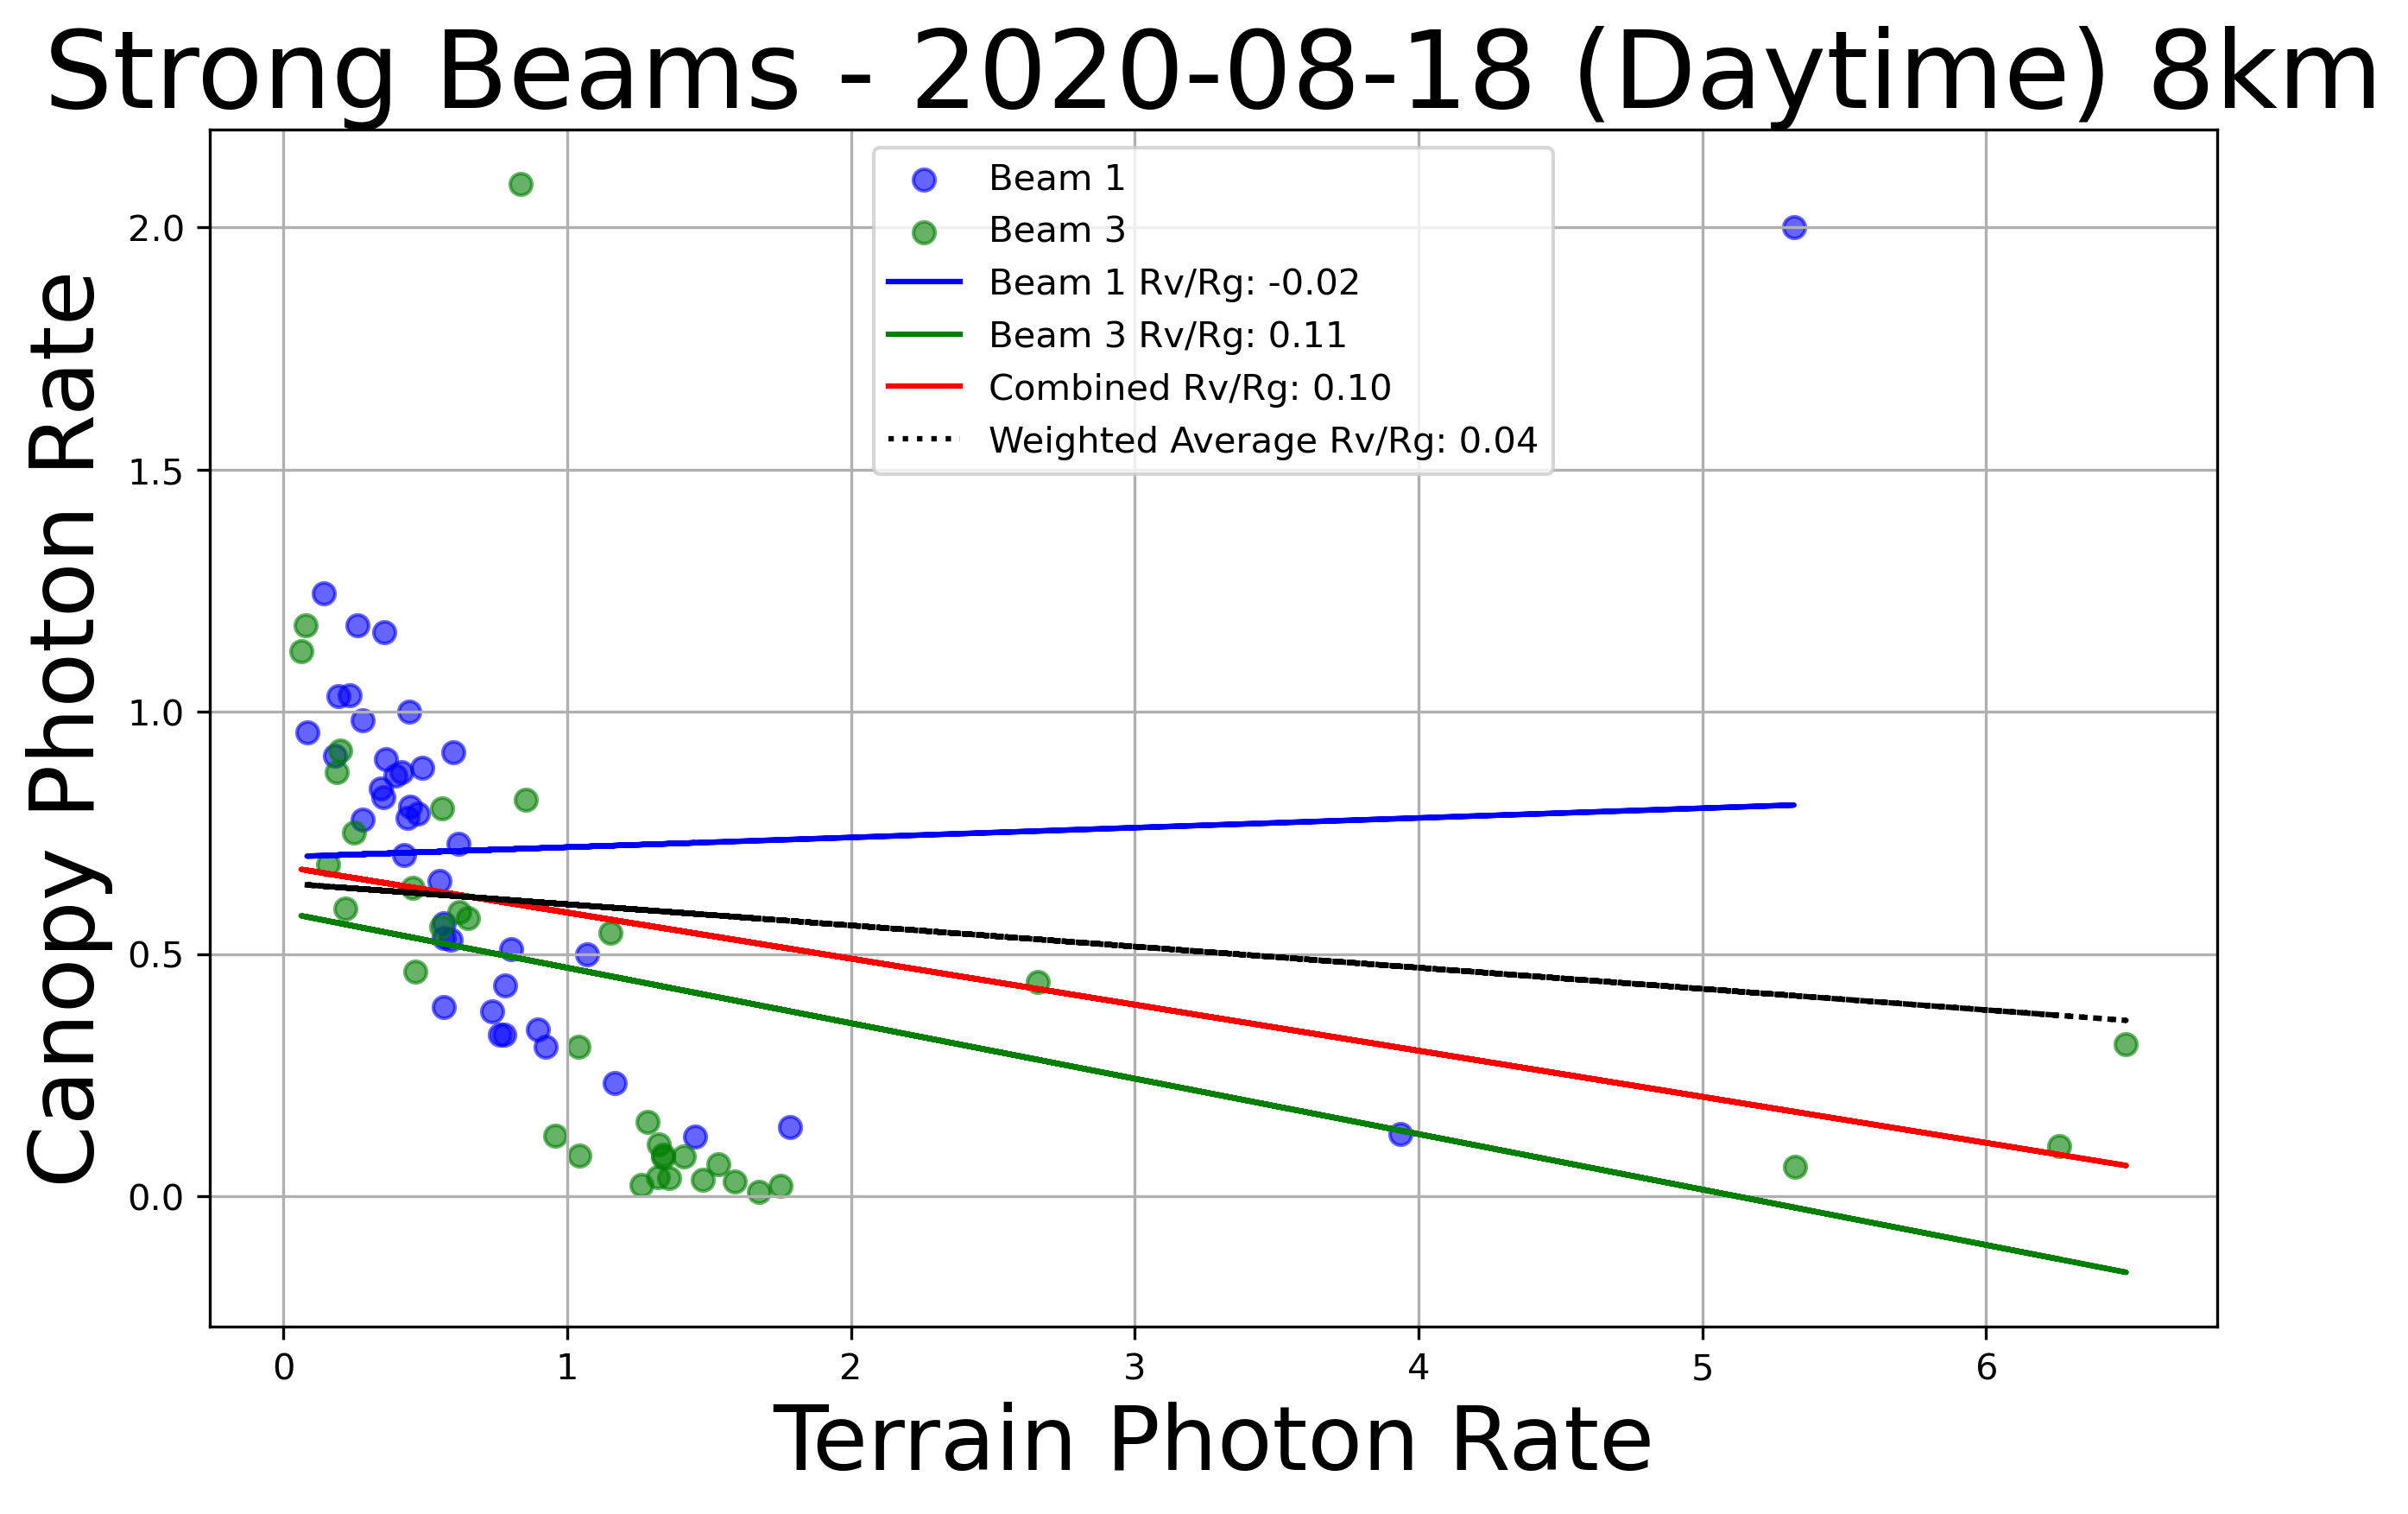 Strong Beams - 2020-08-18 (Daytime) 8km
Canopy Photon Rate
2.0
1.5
1.0
0.5
0.0
Beam 1
Beam 3
Beam 1 Rv/Rg: -0.02
Beam 3 Rv/Rg: 0.11
Combined Rv/Rg: 0.10
Weighted Average Rv/Rg: 0.04
0 1 2 3 4 5 6
Terrain Photon Rate